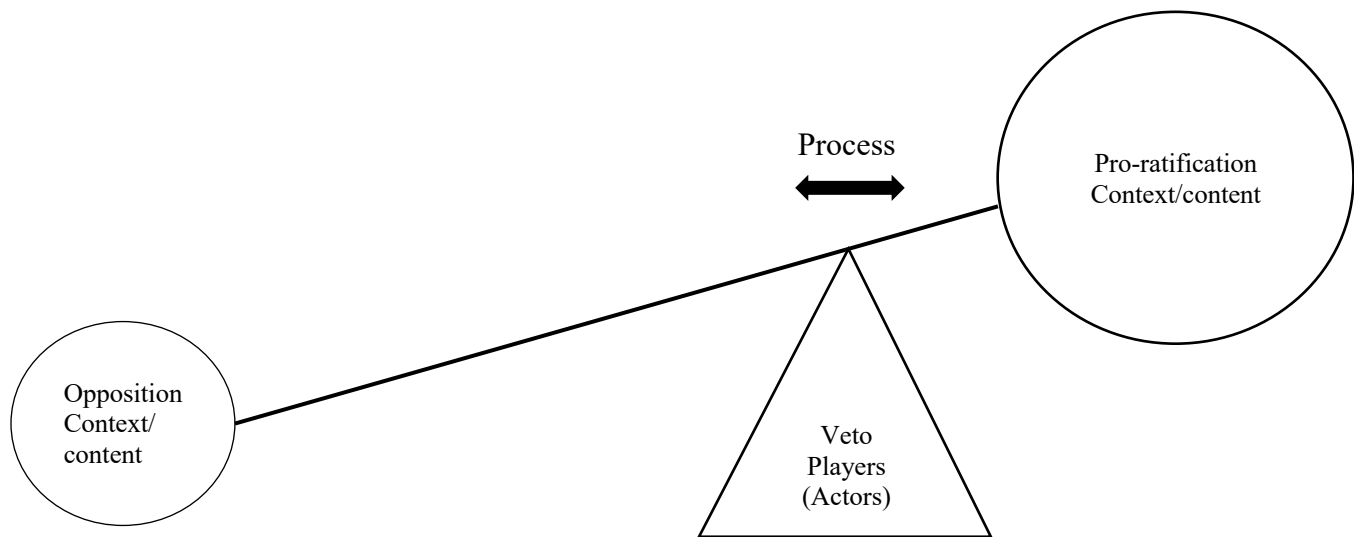 Process
Pro-ratification
Context/content
Opposition
Context/
content
Veto
Players
(Actors)